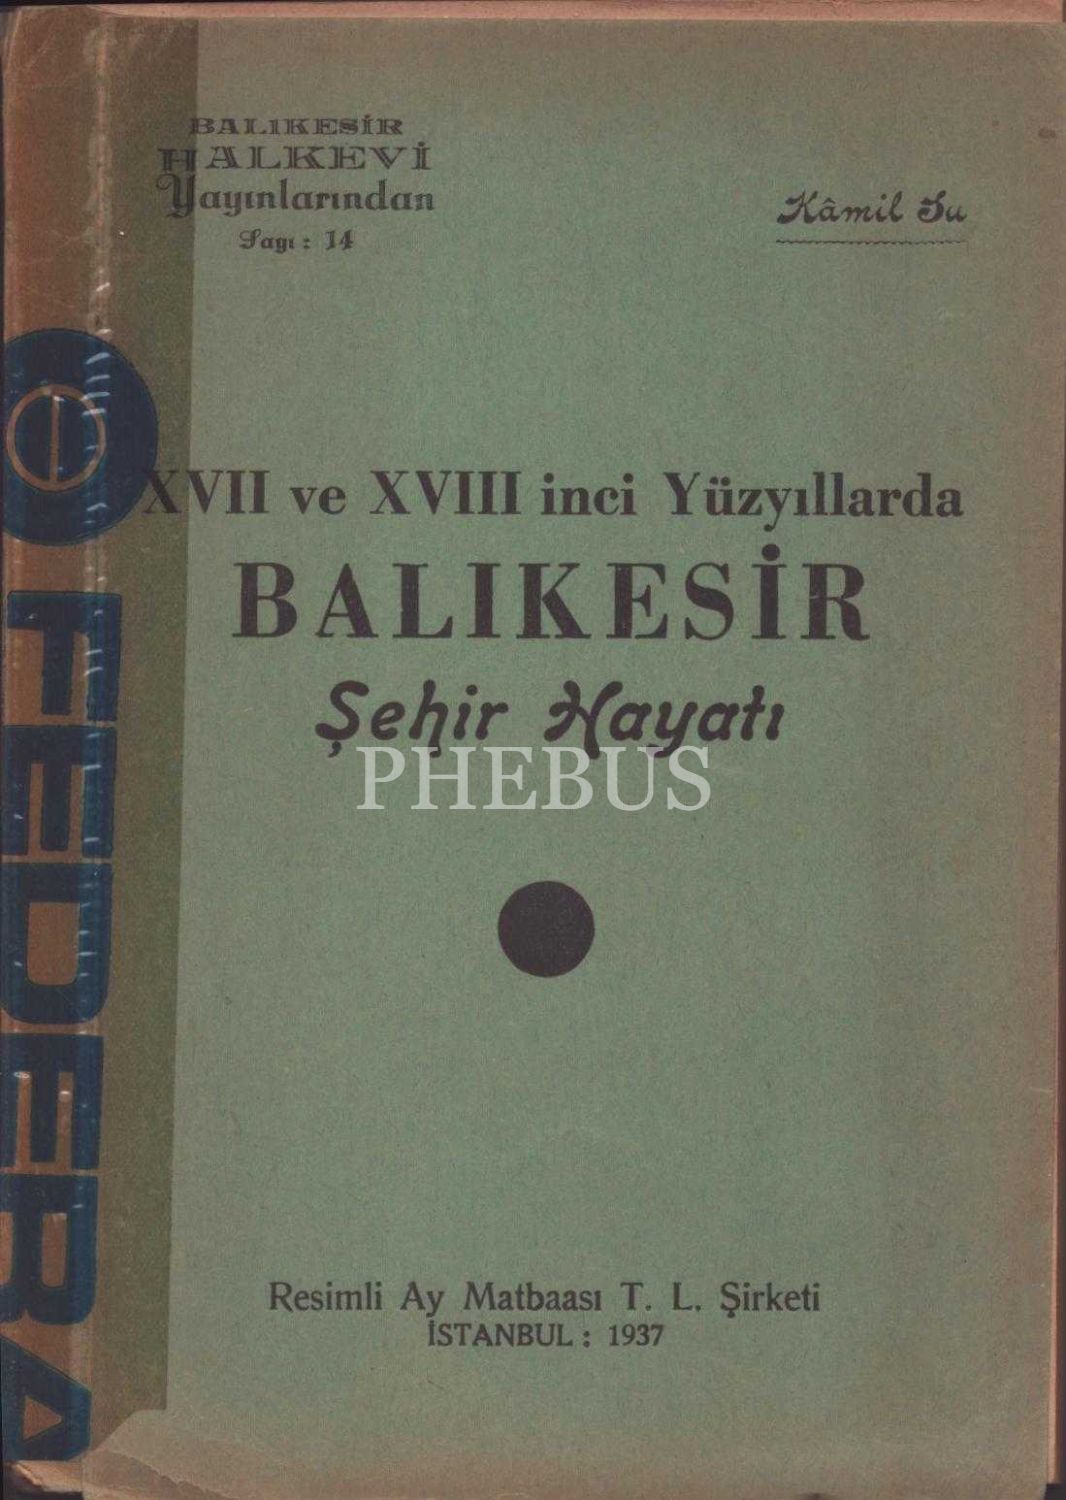 BALIKESİR
HALKEVİ
Yayınlarından
Sayı : 14
Kâmil Su
XVII ve XVIII inci Yüzyıllarda
BALIKESİR
Şehir Hayatı
PHEBUS
Resimli Ay Matbaası T. L. Şirketi
İSTANBUL : 1937
FEDERA